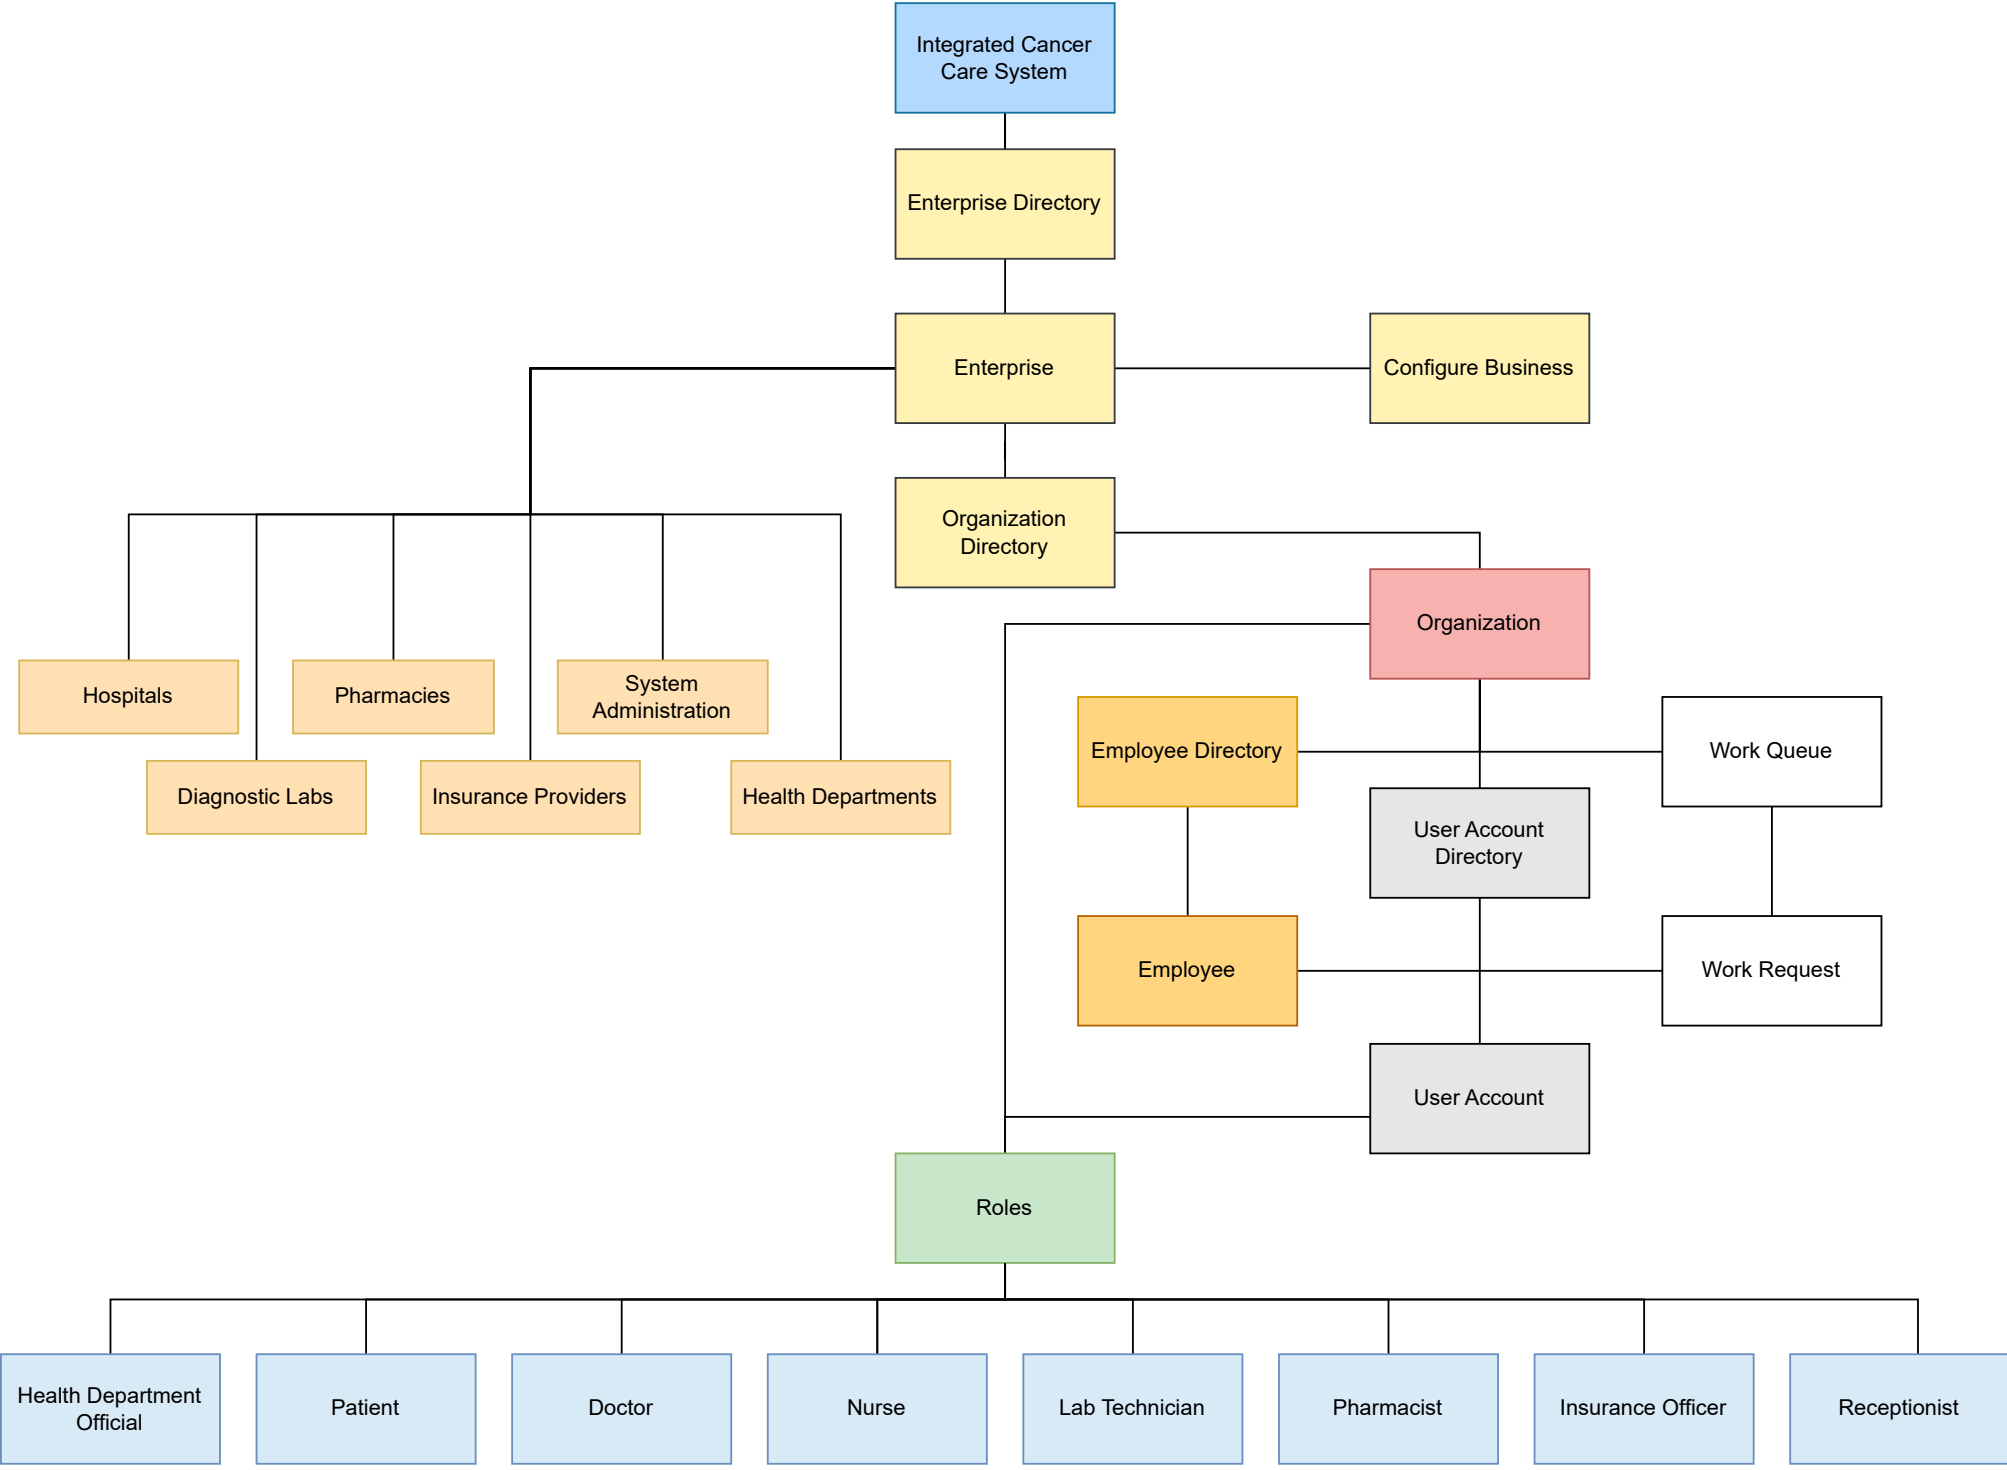 Integrated Cancer
Care System
Enterprise Directory
Enterprise
Configure Business
Organization
Directory
Organization
Hospitals
Pharmacies
System
Administration
Diagnostic Labs
Insurance Providers
Health Departments
Employee Directory
Work Queue
User Account
Directory
Employee
Work Request
User Account
Roles
Health Department
Official
Patient
Doctor
Nurse
Lab Technician
Pharmacist
Insurance Officer
Receptionist